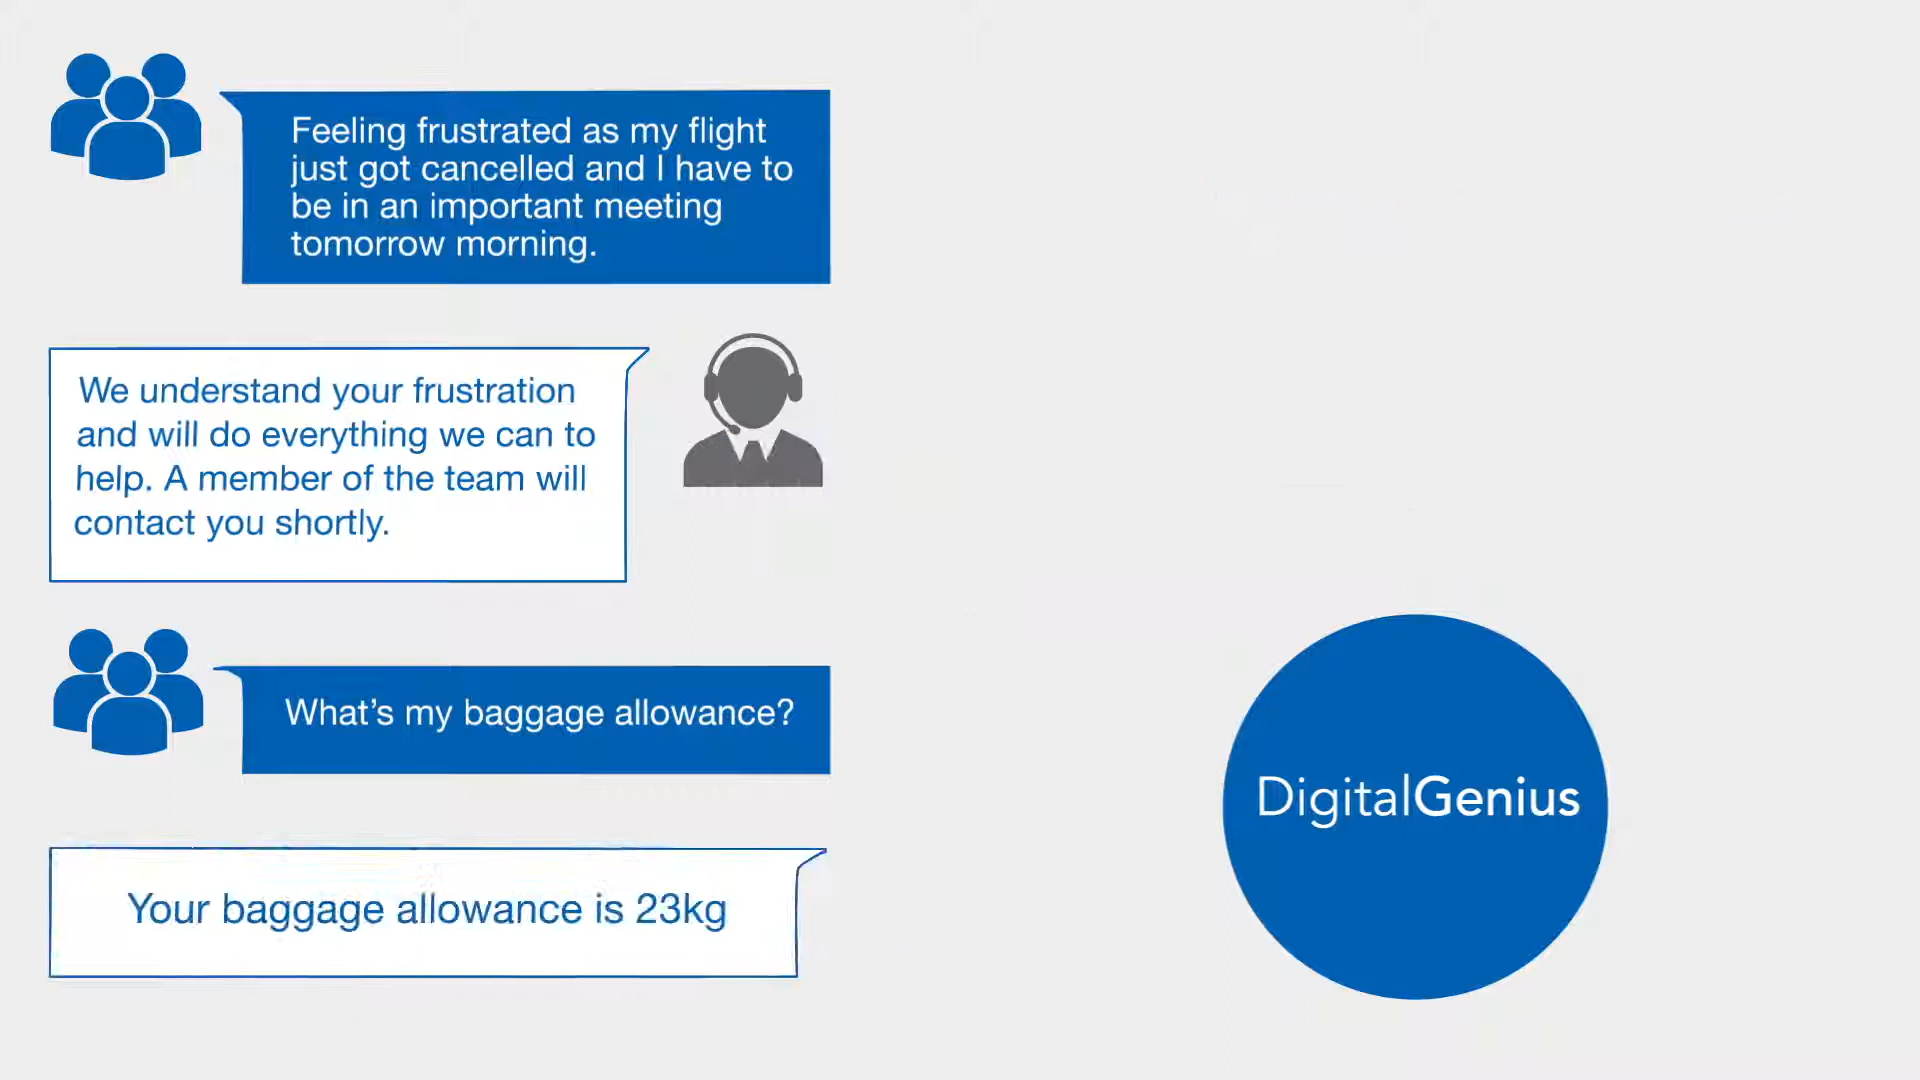 Feeling frustrated as my flight
just got cancelled and I have to
be in an important meeting
tomorrow morning.
We understand your frustration
and will do everything we can to
help. A member of the team will
contact you shortly.
What’s my baggage allowance?
Your baggage allowance is 23kg
DigitalGenius